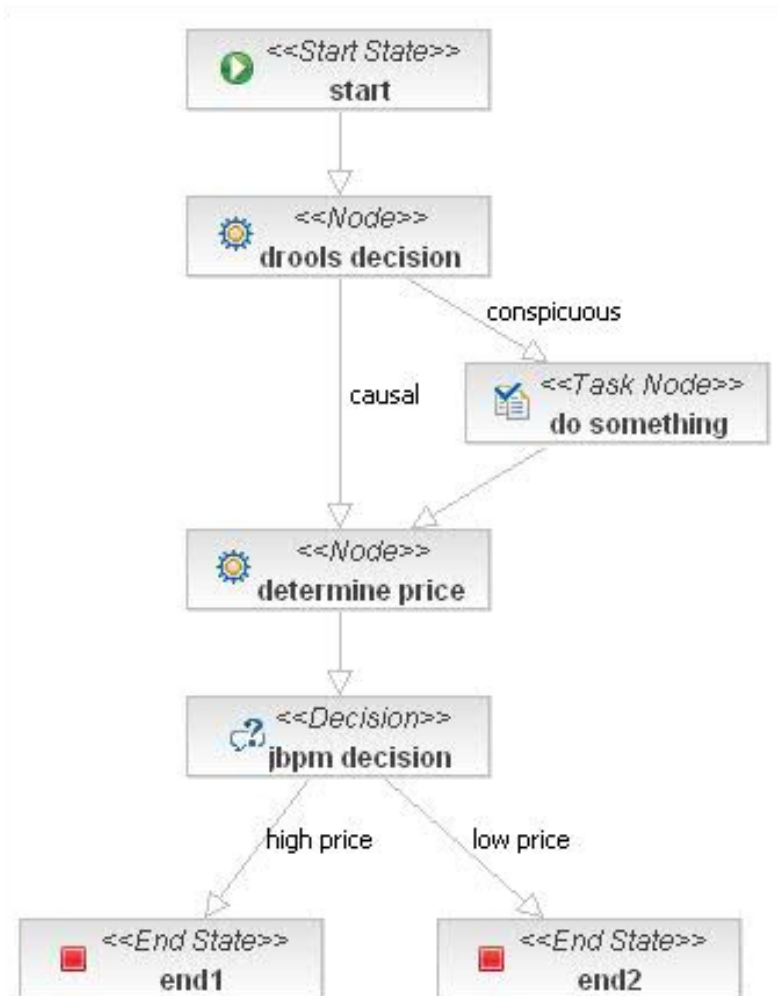 <<Start State>>
start
<<Node>>
drools decision
conspicuous
causal
<<Task Node>>
do something
<<Node>>
determine price
<<Decision>>
jbpm decision
high price
low price
<<End State>>
end1
<<End State>>
end2